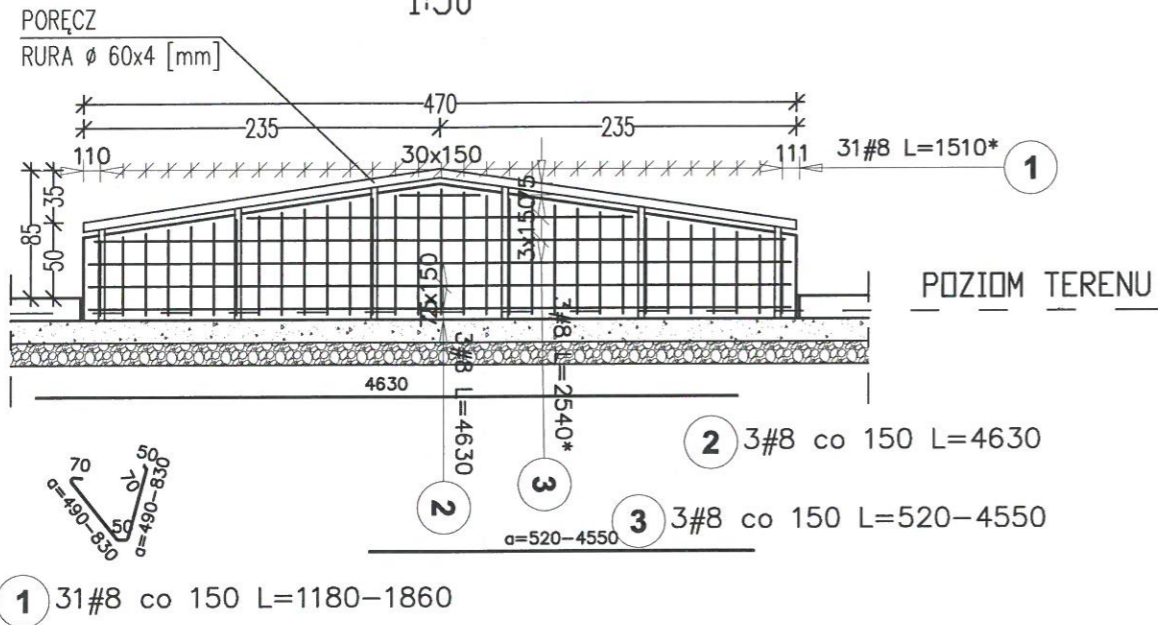 1:50
PORĘCZ
RURA ø 60x4 [mm]
470
235
235
110
30x150
111
31#8 L=1510*
1
35
85
50
3x150
75
75
x150
POZIOM TERENU
3#8 L=4630
3#8 L=2540*
4630
2
3
2 3#8 co 150 L=4630
3 3#8 co 150 L=520-4550
a=520-4550
70
50
70
50
a=490-830
a=490-830
1 31#8 co 150 L=1180-1860